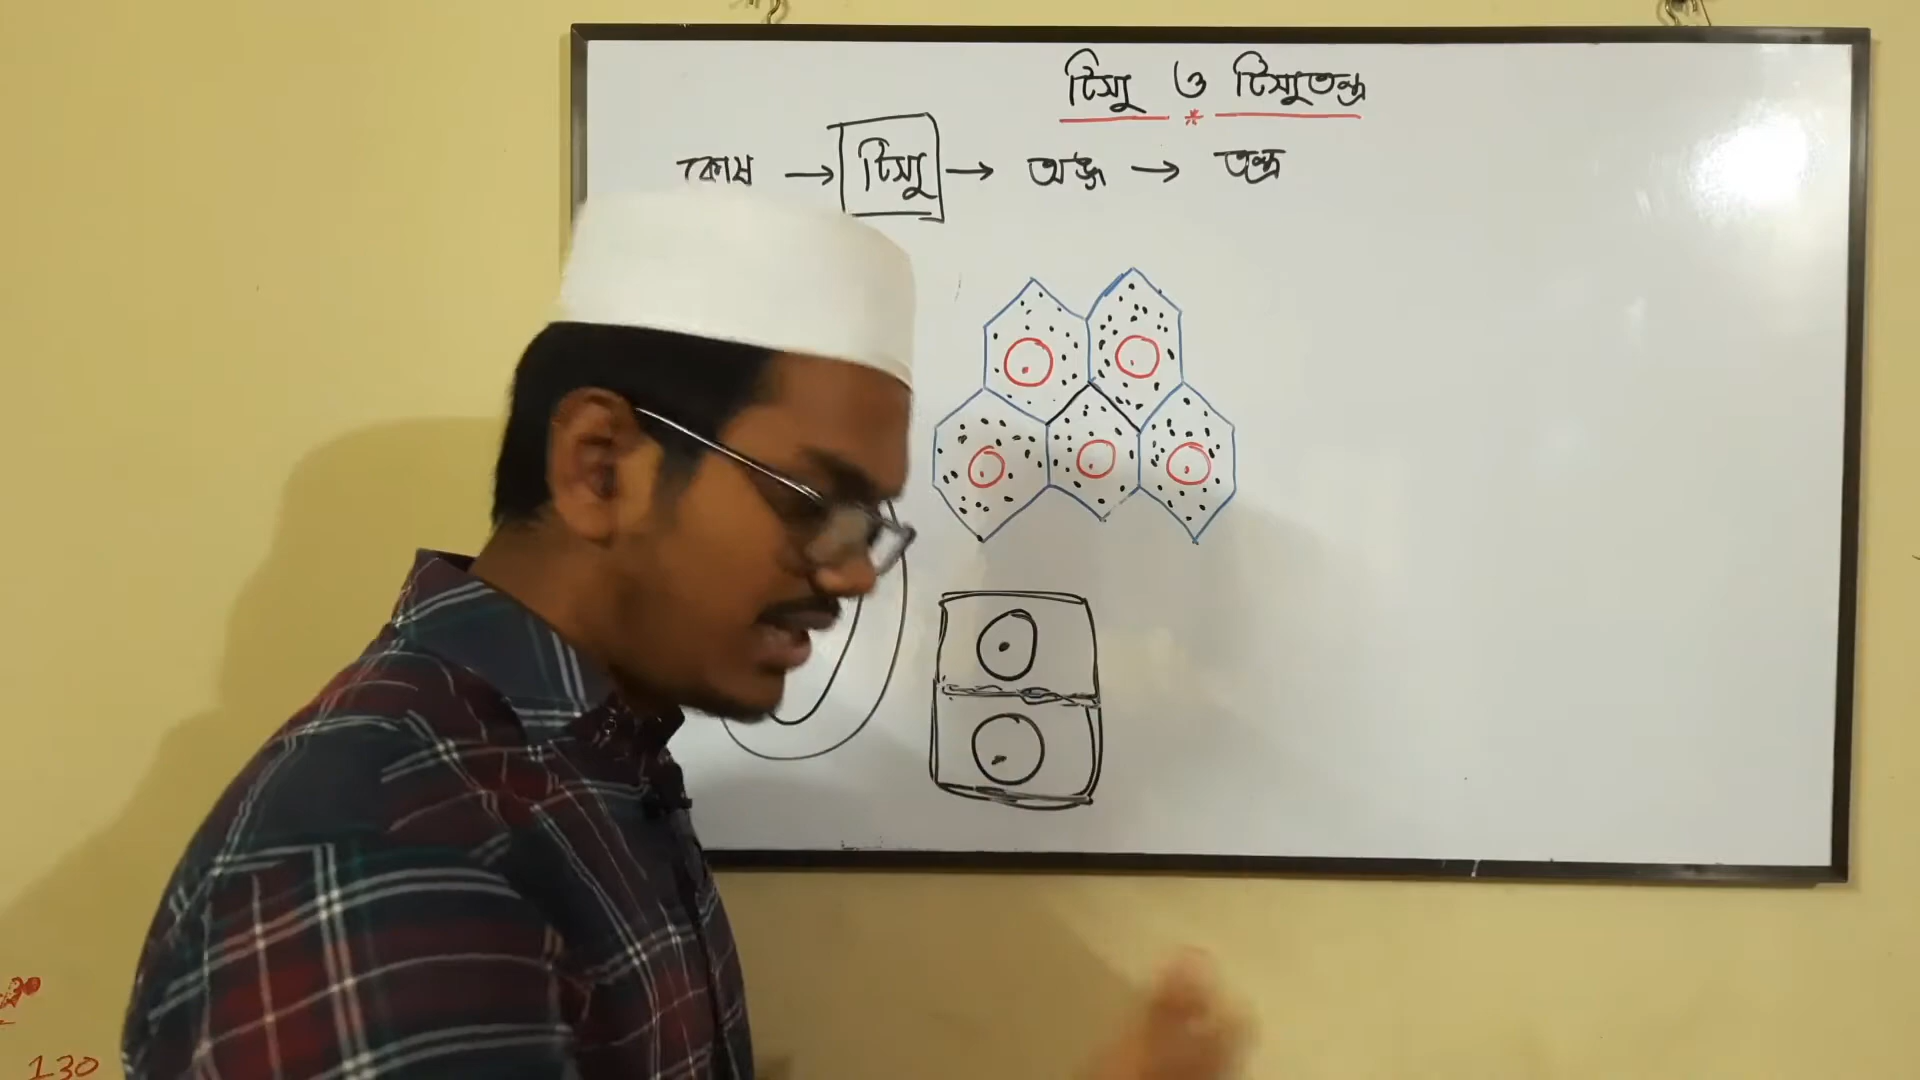 টিস্যু ও টিস্যুতন্ত্র
*
কোষ → টিস্যু → অঙ্গ → তন্ত্র
130